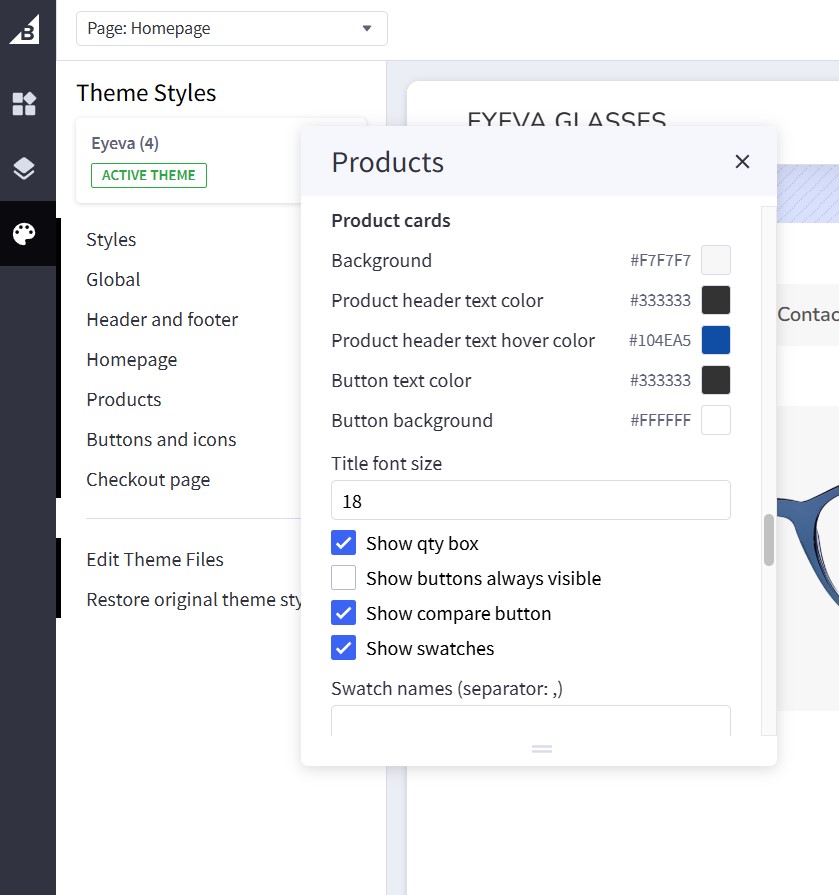 B
Page: Homepage
Theme Styles
Eyeva (4)
ACTIVE THEME
Styles
Global
Header and footer
Homepage
Products
Buttons and icons
Checkout page
Edit Theme Files
Restore original theme sty
EYEVA GLASSES
Contac
Products
Product cards
Background #F7F7F7
Product header text color #333333
Product header text hover color #104EA5
Button text color #333333
Button background #FFFFFF
Title font size
18
Show qty box
Show buttons always visible
Show compare button
Show swatches
Swatch names (separator: ,)